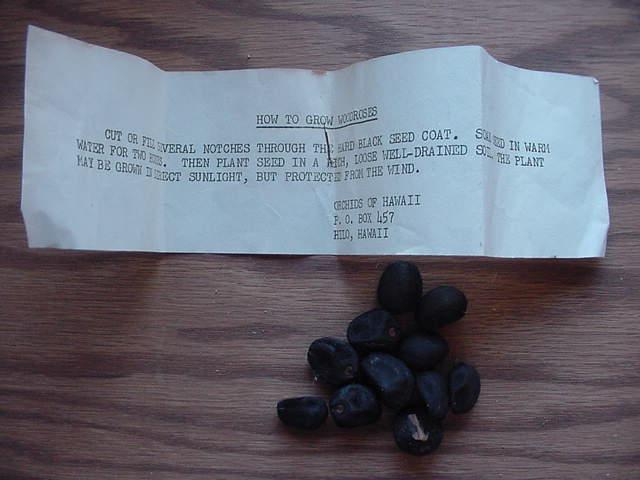 HOW TO GROW WOODROSES
CUT OR FILE SEVERAL NOTCHES THROUGH THE HARD BLACK SEED COAT. SOAK SEED IN WARM
WATER FOR TWO HOURS. THEN PLANT SEED IN A RICH, LOOSE WELL-DRAINED SOIL. THE PLANT
MAY BE GROWN IN DIRECT SUNLIGHT, BUT PROTECTED FROM THE WIND.
ORCHIDS OF HAWAII
P. O. BOX 457
HILO, HAWAII